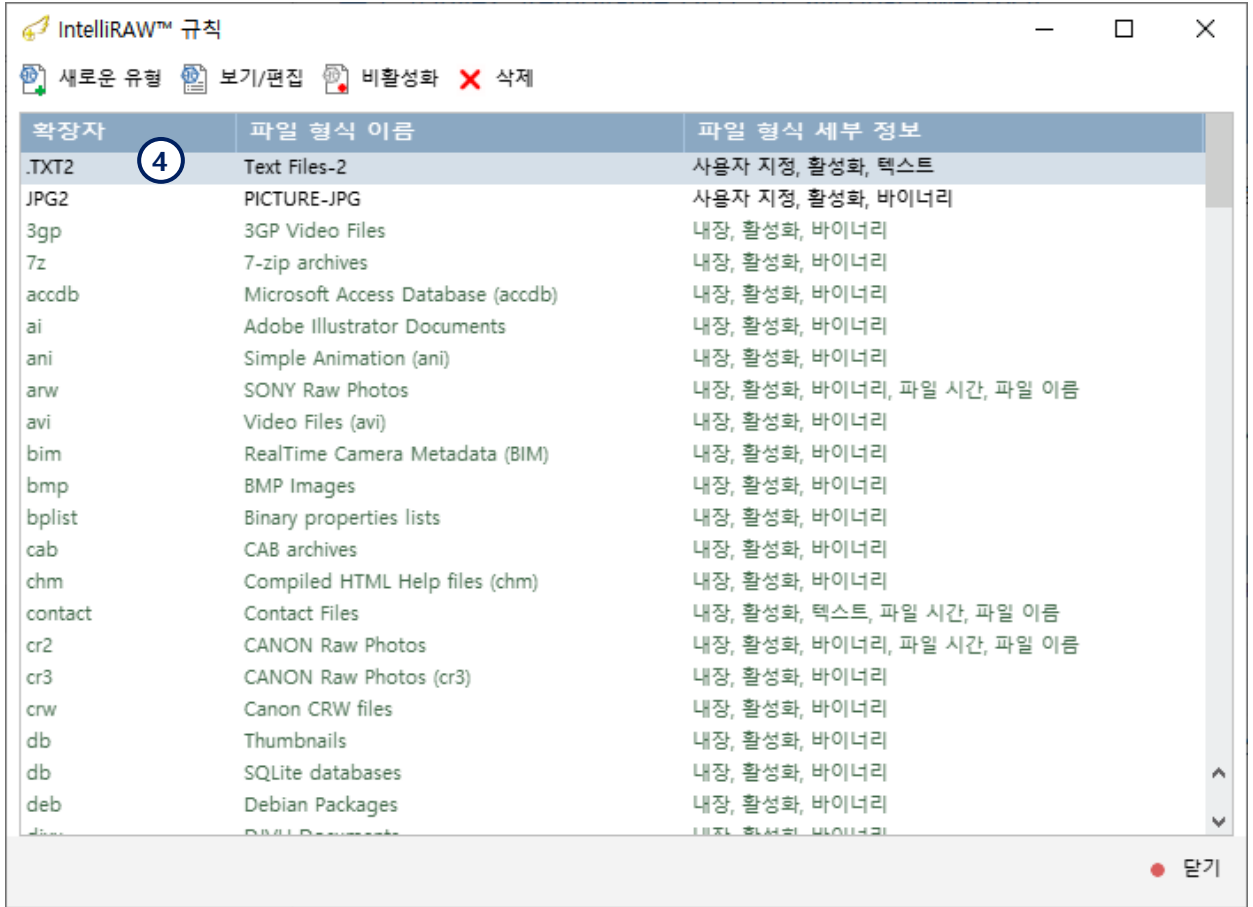 IntelliRAW™ 규칙
새로운 유형 보기/편집 비활성화 삭제
확장자 파일 형식 이름 파일 형식 세부 정보
4
.TXT2 Text Files-2 사용자 지정, 활성화, 텍스트
JPG2 PICTURE-JPG 사용자 지정, 활성화, 바이너리
3gp 3GP Video Files 내장, 활성화, 바이너리
7z 7-zip archives 내장, 활성화, 바이너리
accdb Microsoft Access Database (accdb) 내장, 활성화, 바이너리
ai Adobe Illustrator Documents 내장, 활성화, 바이너리
ani Simple Animation (ani) 내장, 활성화, 바이너리
arw SONY Raw Photos 내장, 활성화, 바이너리, 파일 시간, 파일 이름
avi Video Files (avi) 내장, 활성화, 바이너리
bim RealTime Camera Metadata (BIM) 내장, 활성화, 바이너리
bmp BMP Images 내장, 활성화, 바이너리
bplist Binary properties lists 내장, 활성화, 바이너리
cab CAB archives 내장, 활성화, 바이너리
chm Compiled HTML Help files (chm) 내장, 활성화, 바이너리
contact Contact Files 내장, 활성화, 텍스트, 파일 시간, 파일 이름
cr2 CANON Raw Photos 내장, 활성화, 바이너리, 파일 시간, 파일 이름
cr3 CANON Raw Photos (cr3) 내장, 활성화, 바이너리
crw Canon CRW files 내장, 활성화, 바이너리
db Thumbnails 내장, 활성화, 바이너리
db SQLite databases 내장, 활성화, 바이너리
deb Debian Packages 내장, 활성화, 바이너리
닫기